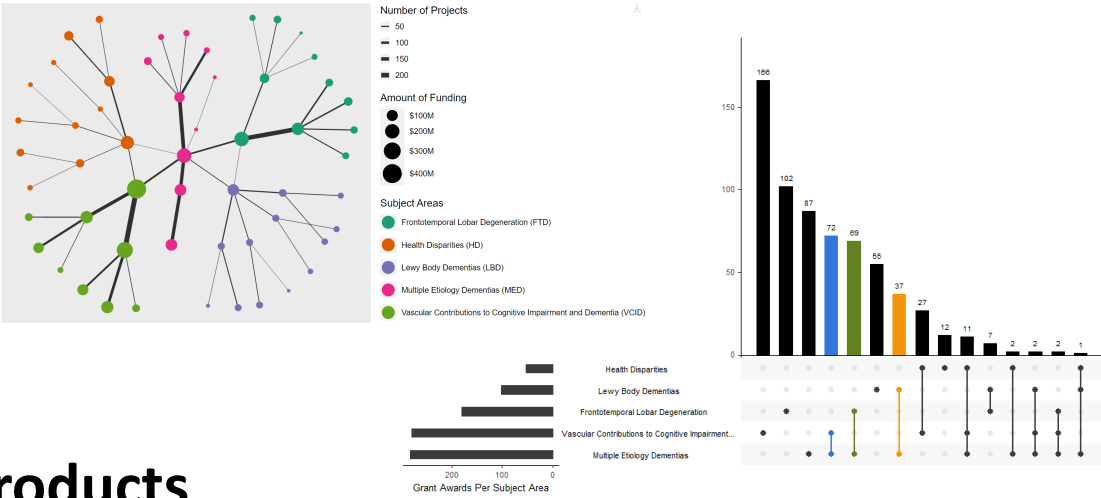 Number of Projects
50
100
150
200
Amount of Funding
$100M
$200M
$300M
$400M
Subject Areas
Frontotemporal Lobar Degeneration (FTD)
Health Disparities (HD)
Lewy Body Dementias (LBD)
Multiple Etiology Dementias (MED)
Vascular Contributions to Cognitive Impairment and Dementia (VCID)
166
102
87
72
69
55
37
27
12
11
7
2
2
2
1
150
100
50
0
Health Disparities
Lewy Body Dementias
Frontotemporal Lobar Degeneration
Vascular Contributions to Cognitive Impairment...
Multiple Etiology Dementias
200
100
0
Grant Awards Per Subject Area
roducts